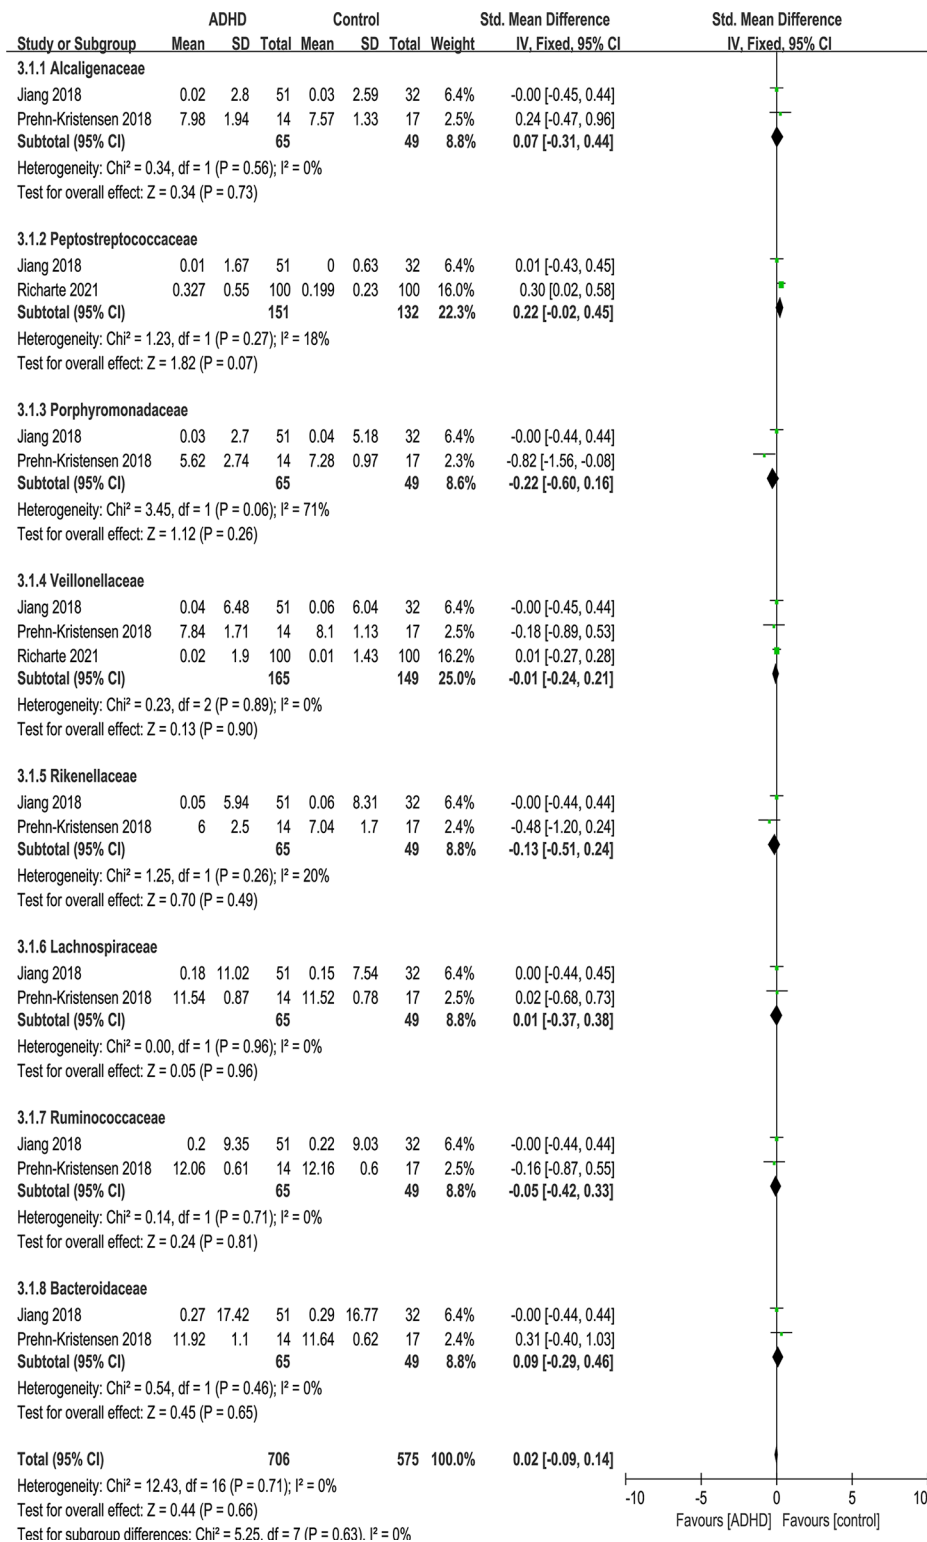 ADHD Control Std. Mean Difference Std. Mean Difference
Study or Subgroup Mean SD Total Mean SD Total Weight IV, Fixed, 95% CI IV, Fixed, 95% CI
3.1.1 Alcaligenaceae
Jiang 2018 0.02 2.8 51 0.03 2.59 32 6.4% -0.00 [-0.45, 0.44]
Prehn-Kristensen 2018 7.98 1.94 14 7.57 1.33 17 2.5% 0.24 [-0.47, 0.96]
Subtotal (95% CI) 65 49 8.8% 0.07 [-0.31, 0.44]
Heterogeneity: Chi² = 0.34, df = 1 (P = 0.56); I² = 0%
Test for overall effect: Z = 0.34 (P = 0.73)
3.1.2 Peptostreptococcaceae
Jiang 2018 0.01 1.67 51 0 0.63 32 6.4% 0.01 [-0.43, 0.45]
Richarte 2021 0.327 0.55 100 0.199 0.23 100 16.0% 0.30 [0.02, 0.58]
Subtotal (95% CI) 151 132 22.3% 0.22 [-0.02, 0.45]
Heterogeneity: Chi² = 1.23, df = 1 (P = 0.27); I² = 18%
Test for overall effect: Z = 1.82 (P = 0.07)
3.1.3 Porphyromonadaceae
Jiang 2018 0.03 2.7 51 0.04 5.18 32 6.4% -0.00 [-0.44, 0.44]
Prehn-Kristensen 2018 5.62 2.74 14 7.28 0.97 17 2.3% -0.82 [-1.56, -0.08]
Subtotal (95% CI) 65 49 8.6% -0.22 [-0.60, 0.16]
Heterogeneity: Chi² = 3.45, df = 1 (P = 0.06); I² = 71%
Test for overall effect: Z = 1.12 (P = 0.26)
3.1.4 Veillonellaceae
Jiang 2018 0.04 6.48 51 0.06 6.04 32 6.4% -0.00 [-0.45, 0.44]
Prehn-Kristensen 2018 7.84 1.71 14 8.1 1.13 17 2.5% -0.18 [-0.89, 0.53]
Richarte 2021 0.02 1.9 100 0.01 1.43 100 16.2% 0.01 [-0.27, 0.28]
Subtotal (95% CI) 165 149 25.0% -0.01 [-0.24, 0.21]
Heterogeneity: Chi² = 0.23, df = 2 (P = 0.89); I² = 0%
Test for overall effect: Z = 0.13 (P = 0.90)
3.1.5 Rikenellaceae
Jiang 2018 0.05 5.94 51 0.06 8.31 32 6.4% -0.00 [-0.44, 0.44]
Prehn-Kristensen 2018 6 2.5 14 7.04 1.7 17 2.4% -0.48 [-1.20, 0.24]
Subtotal (95% CI) 65 49 8.8% -0.13 [-0.51, 0.24]
Heterogeneity: Chi² = 1.25, df = 1 (P = 0.26); I² = 20%
Test for overall effect: Z = 0.70 (P = 0.49)
3.1.6 Lachnospiraceae
Jiang 2018 0.18 11.02 51 0.15 7.54 32 6.4% 0.00 [-0.44, 0.45]
Prehn-Kristensen 2018 11.54 0.87 14 11.52 0.78 17 2.5% 0.02 [-0.68, 0.73]
Subtotal (95% CI) 65 49 8.8% 0.01 [-0.37, 0.38]
Heterogeneity: Chi² = 0.00, df = 1 (P = 0.96); I² = 0%
Test for overall effect: Z = 0.05 (P = 0.96)
3.1.7 Ruminococcaceae
Jiang 2018 0.2 9.35 51 0.22 9.03 32 6.4% -0.00 [-0.44, 0.44]
Prehn-Kristensen 2018 12.06 0.61 14 12.16 0.6 17 2.5% -0.16 [-0.87, 0.55]
Subtotal (95% CI) 65 49 8.8% -0.05 [-0.42, 0.33]
Heterogeneity: Chi² = 0.14, df = 1 (P = 0.71); I² = 0%
Test for overall effect: Z = 0.24 (P = 0.81)
3.1.8 Bacteroidaceae
Jiang 2018 0.27 17.42 51 0.29 16.77 32 6.4% -0.00 [-0.44, 0.44]
Prehn-Kristensen 2018 11.92 1.1 14 11.64 0.62 17 2.4% 0.31 [-0.40, 1.03]
Subtotal (95% CI) 65 49 8.8% 0.09 [-0.29, 0.46]
Heterogeneity: Chi² = 0.54, df = 1 (P = 0.46); I² = 0%
Test for overall effect: Z = 0.45 (P = 0.65)
Total (95% CI) 706 575 100.0% 0.02 [-0.09, 0.14]
Heterogeneity: Chi² = 12.43, df = 16 (P = 0.71); I² = 0%
-10 -5 0 5 10
Test for overall effect: Z = 0.44 (P = 0.66)
Favours [ADHD] Favours [control]
Test for subgroup differences: Chi² = 5.25, df = 7 (P = 0.63), I² = 0%